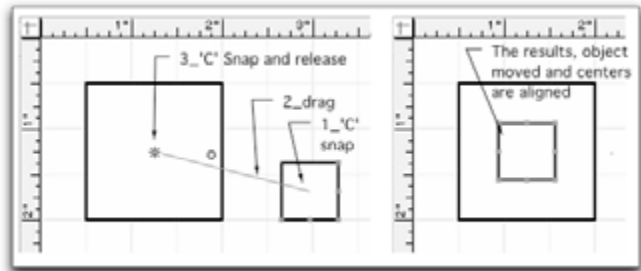 1" 2" 3"
3_'C' Snap and release
2_drag
1_'C'
snap
1"
2"
1" 2"
The results, object
moved and centers
are aligned
1"
2"